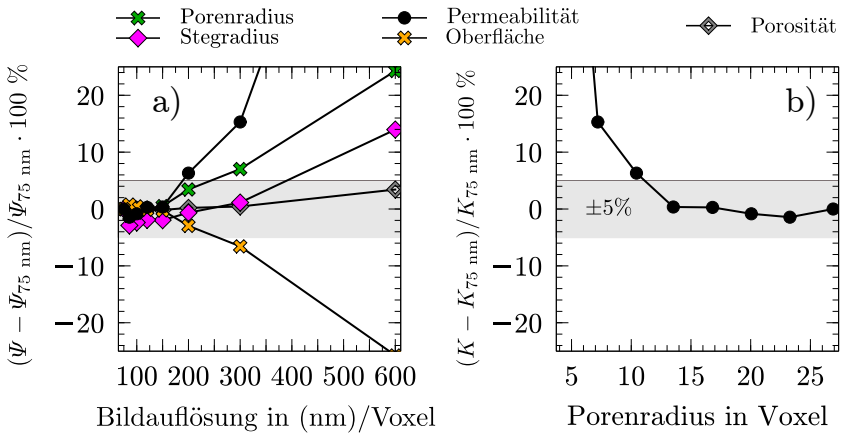 Porenradius
Stegradius
Permeabilität
Oberfläche
Porosität
(Ψ − Ψ75 nm)/Ψ75 nm · 100 %
20
10
0
−10
−20
a)
100 200 300 400 500 600
Bildauflösung in (nm)/Voxel
(K − K75 nm)/K75 nm · 100 %
20
10
0
−10
−20
b)
±5%
5 10 15 20 25
Porenradius in Voxel